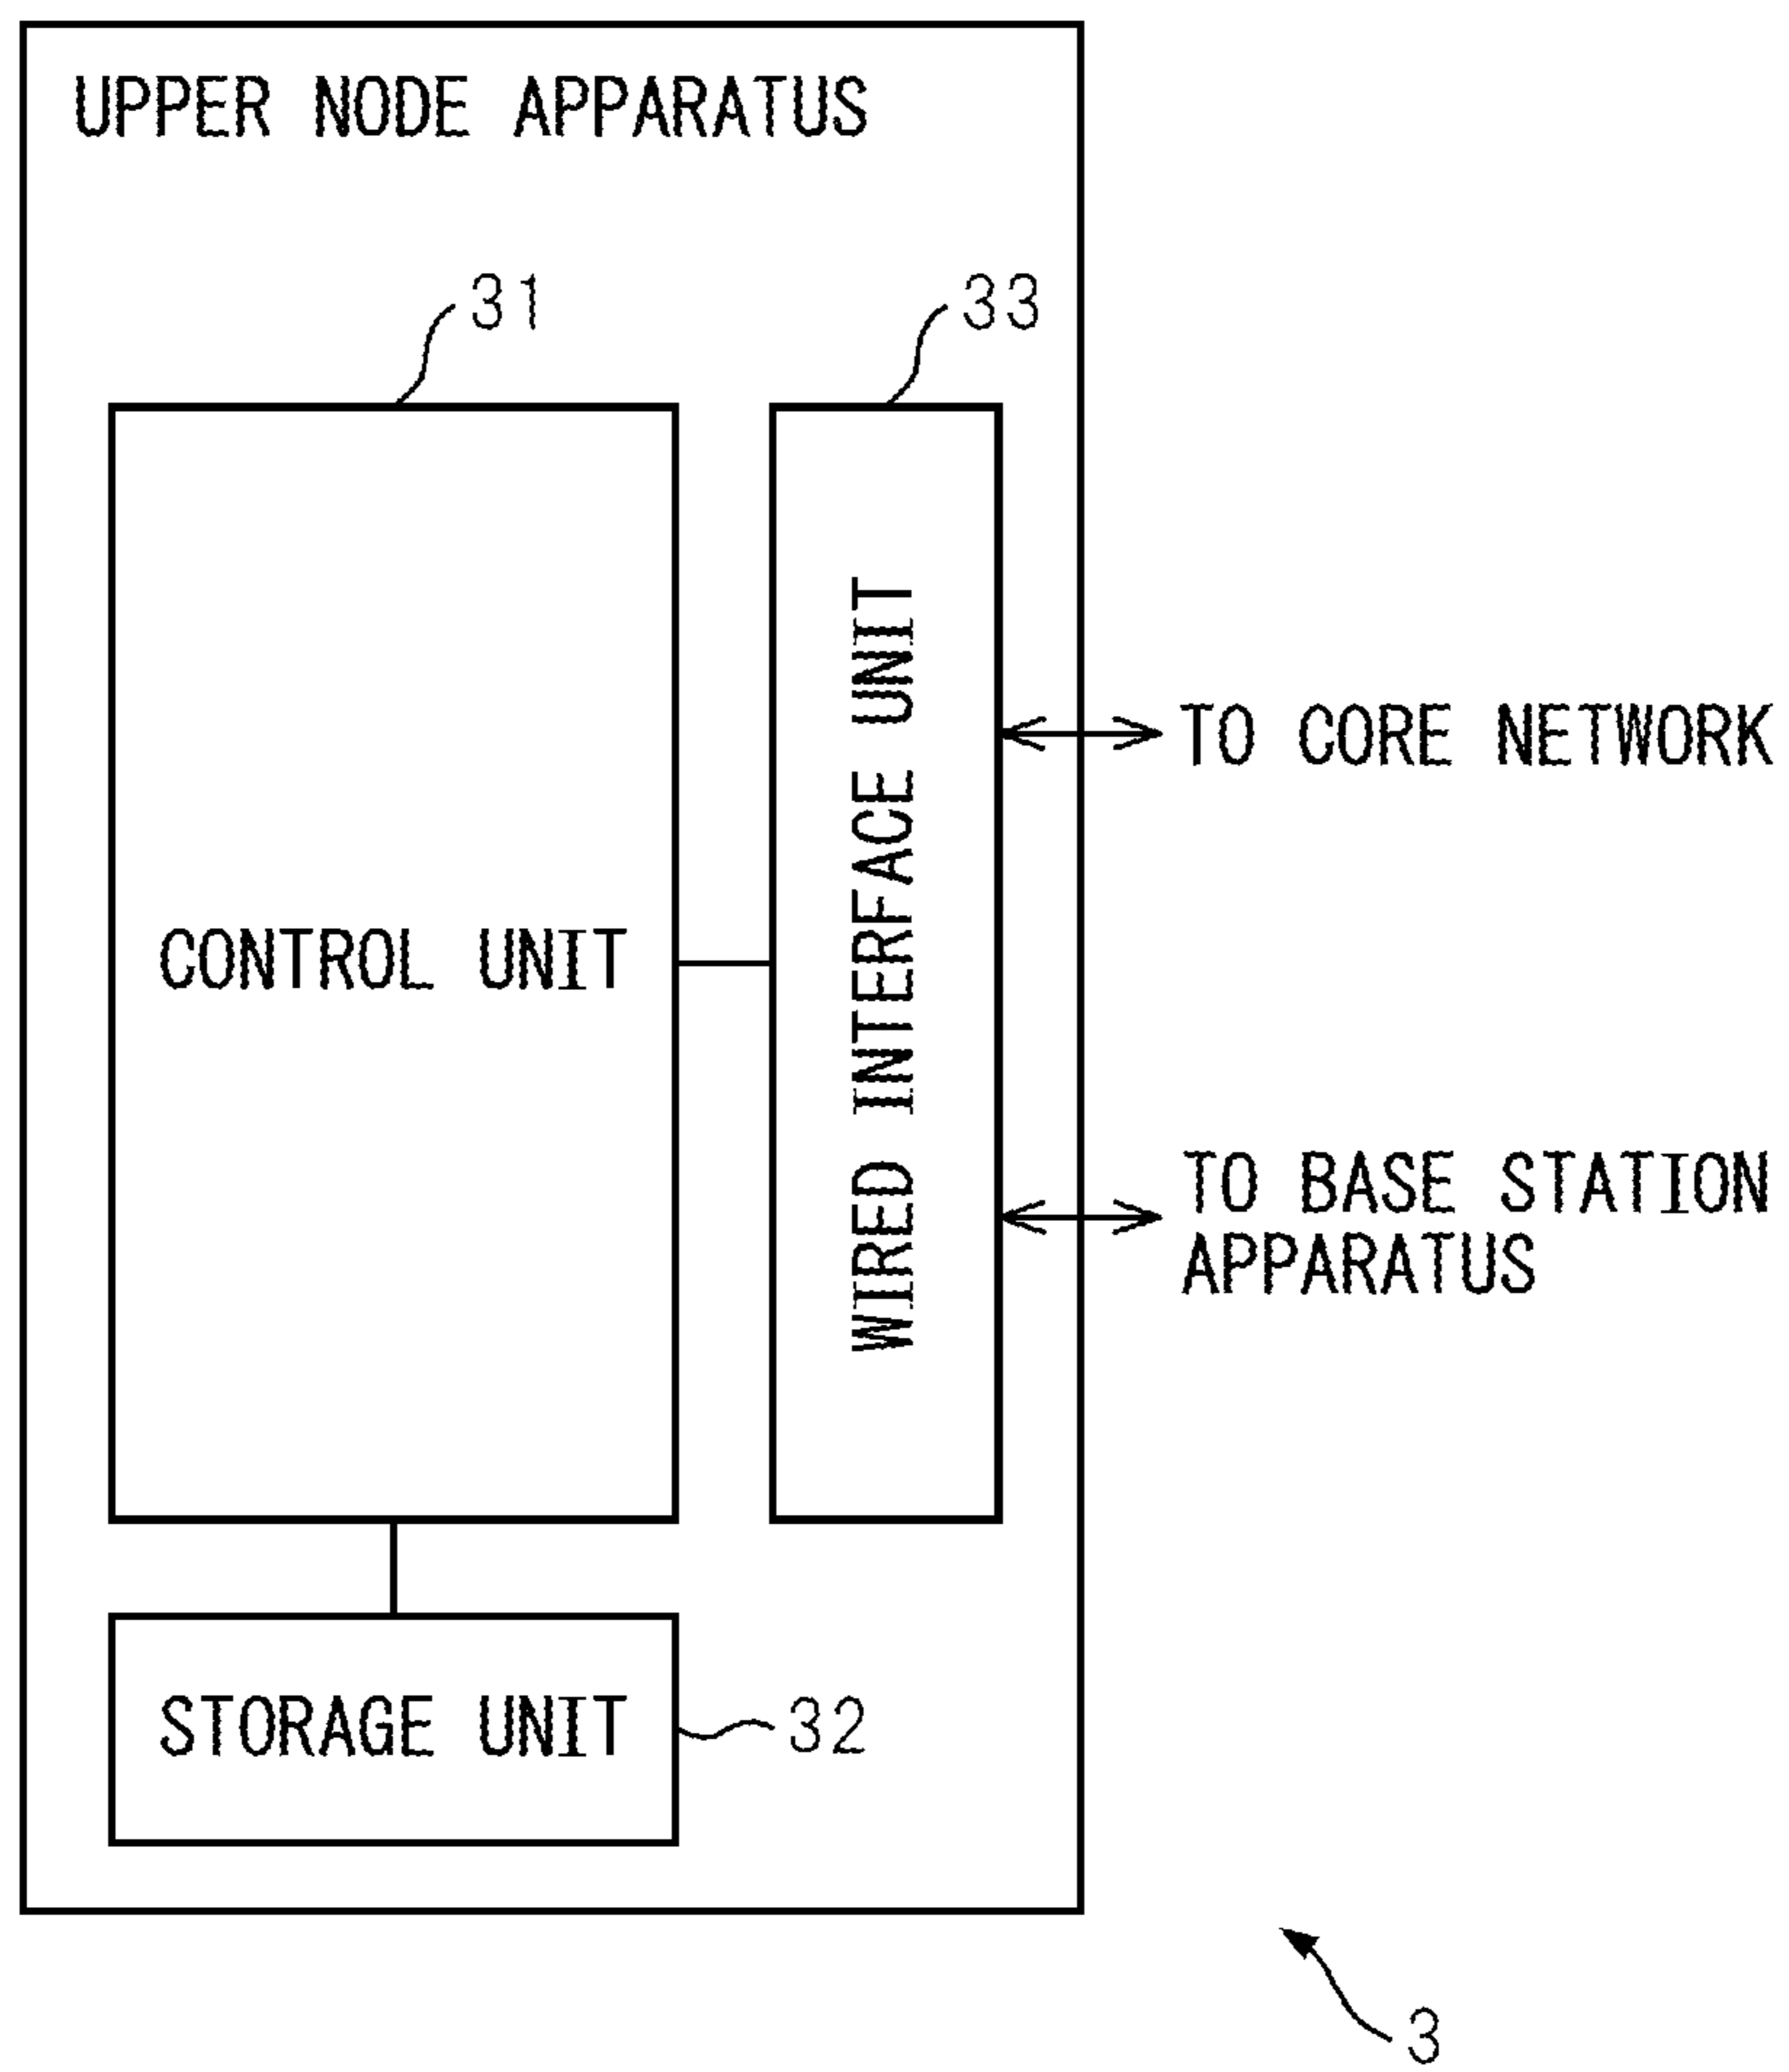 UPPER NODE APPARATUS
31
33
CONTROL UNIT
WIRED INTERFACE UNIT
TO CORE NETWORK
TO BASE STATION
APPARATUS
STORAGE UNIT
32
3